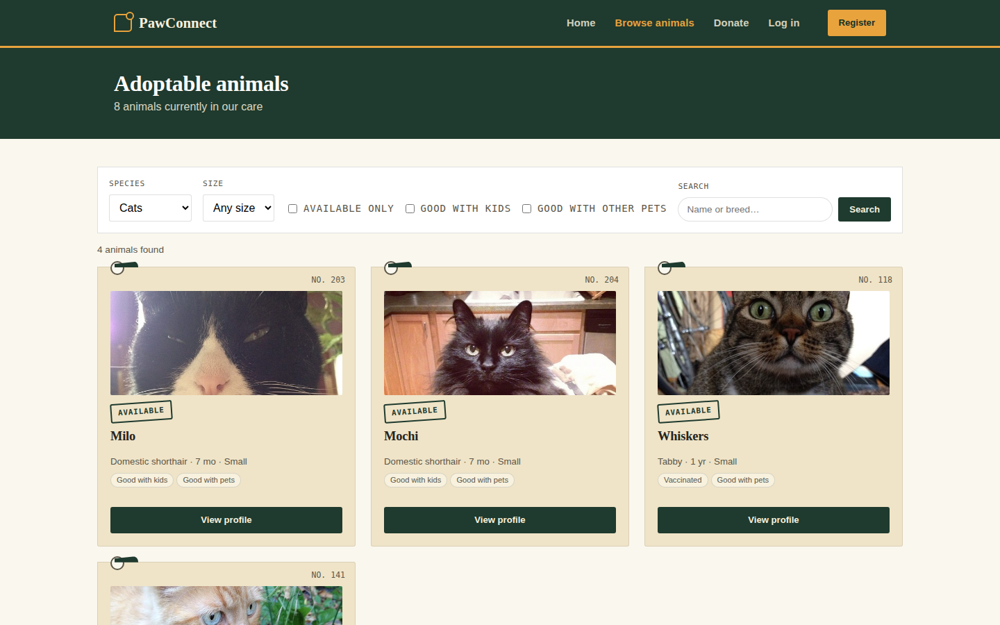 PawConnect
Home
Browse animals
Donate
Log in
Register
Adoptable animals
8 animals currently in our care
SPECIES
Cats
SIZE
Any size
AVAILABLE ONLY
GOOD WITH KIDS
GOOD WITH OTHER PETS
SEARCH
Name or breed…
Search
4 animals found
NO. 203
AVAILABLE
Milo
Domestic shorthair · 7 mo · Small
Good with kids
Good with pets
View profile
NO. 204
AVAILABLE
Mochi
Domestic shorthair · 7 mo · Small
Good with kids
Good with pets
View profile
NO. 118
AVAILABLE
Whiskers
Tabby · 1 yr · Small
Vaccinated
Good with pets
View profile
NO. 141